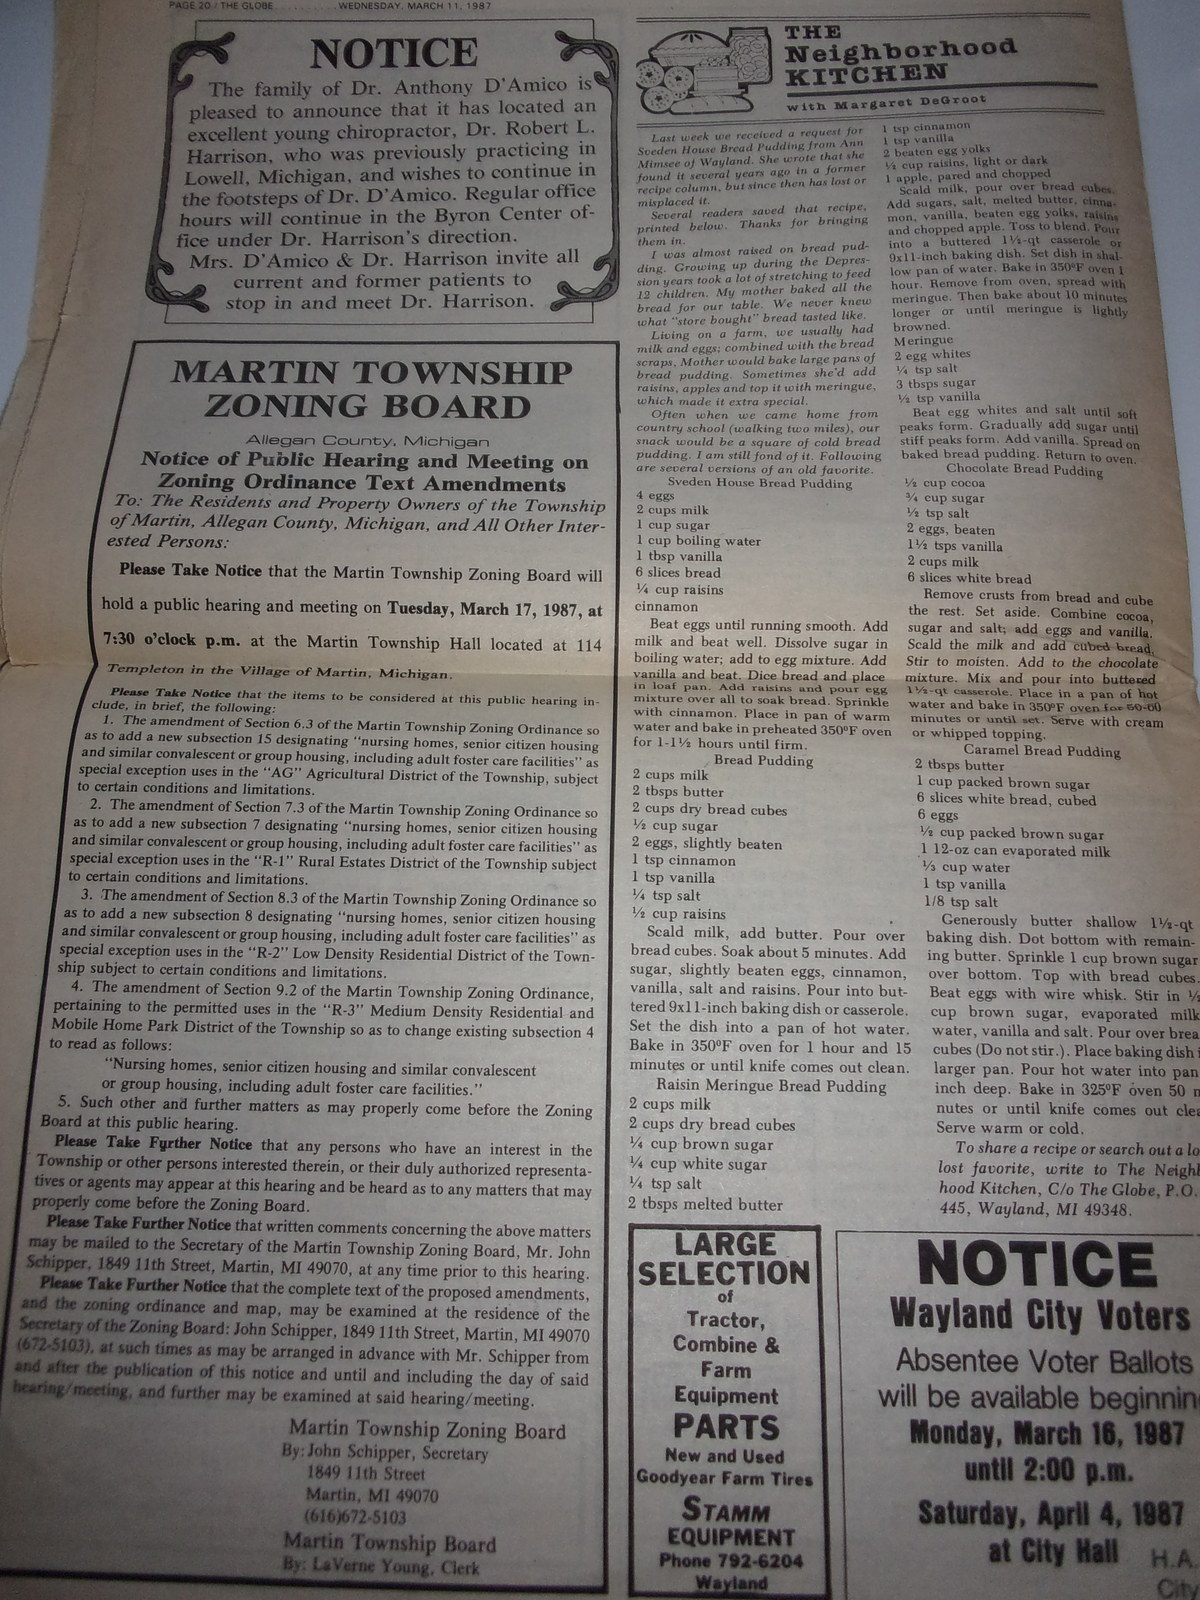 PAGE 20 / THE GLOBE .......... WEDNESDAY, MARCH 11, 1987
NOTICE
The family of Dr. Anthony D'Amico is
pleased to announce that it has located an
excellent young chiropractor, Dr. Robert L.
Harrison, who was previously practicing in
Lowell, Michigan, and wishes to continue in
the footsteps of Dr. D'Amico. Regular office
hours will continue in the Byron Center of-
fice under Dr. Harrison's direction.
Mrs. D'Amico & Dr. Harrison invite all
current and former patients to
stop in and meet Dr. Harrison.
MARTIN TOWNSHIP
ZONING BOARD
Allegan County, Michigan
Notice of Public Hearing and Meeting on
Zoning Ordinance Text Amendments
To: The Residents and Property Owners of the Township
of Martin, Allegan County, Michigan, and All Other Inter-
ested Persons:
Please Take Notice that the Martin Township Zoning Board will
hold a public hearing and meeting on Tuesday, March 17, 1987, at
7:30 o'clock p.m. at the Martin Township Hall located at 114
Templeton in the Village of Martin, Michigan.
Please Take Notice that the items to be considered at this public hearing in-
clude, in brief, the following:
1. The amendment of Section 6.3 of the Martin Township Zoning Ordinance so
as to add a new subsection 15 designating "nursing homes, senior citizen housing
and similar convalescent or group housing, including adult foster care facilities" as
special exception uses in the "AG" Agricultural District of the Township, subject
to certain conditions and limitations.
2. The amendment of Section 7.3 of the Martin Township Zoning Ordinance so
as to add a new subsection 7 designating "nursing homes, senior citizen housing
and similar convalescent or group housing, including adult foster care facilities" as
special exception uses in the "R-1" Rural Estates District of the Township subject
to certain conditions and limitations.
3. The amendment of Section 8.3 of the Martin Township Zoning Ordinance so
as to add a new subsection 8 designating "nursing homes, senior citizen housing
and similar convalescent or group housing, including adult foster care facilities" as
special exception uses in the "R-2" Low Density Residential District of the Town-
ship subject to certain conditions and limitations.
4. The amendment of Section 9.2 of the Martin Township Zoning Ordinance,
pertaining to the permitted uses in the "R-3" Medium Density Residential and
Mobile Home Park District of the Township so as to change existing subsection 4
to read as follows:
"Nursing homes, senior citizen housing and similar convalescent
or group housing, including adult foster care facilities."
5. Such other and further matters as may properly come before the Zoning
Board at this public hearing.
Please Take Further Notice that any persons who have an interest in the
Township or other persons interested therein, or their duly authorized representa-
tives or agents may appear at this hearing and be heard as to any matters that may
properly come before the Zoning Board.
Please Take Further Notice that written comments concerning the above matters
may be mailed to the Secretary of the Martin Township Zoning Board, Mr. John
Schipper, 1849 11th Street, Martin, MI 49070, at any time prior to this hearing.
Please Take Further Notice that the complete text of the proposed amendments,
and the zoning ordinance and map, may be examined at the residence of the
Secretary of the Zoning Board: John Schipper, 1849 11th Street, Martin, MI 49070
(672-5103), at such times as may be arranged in advance with Mr. Schipper from
and after the publication of this notice and until and including the day of said
hearing/meeting, and further may be examined at said hearing/meeting.
Martin Township Zoning Board
By: John Schipper, Secretary
1849 11th Street
Martin, MI 49070
(616)672-5103
Martin Township Board
By: LaVerne Young, Clerk
THE
Neighborhood
KITCHEN
with Margaret DeGroot
Last week we received a request for
Sveden House Bread Pudding from Ann
Mimsee of Wayland. She wrote that she
found it several years ago in a former
recipe column, but since then has lost or
misplaced it.
Several readers saved that recipe,
printed below. Thanks for bringing
them in.
I was almost raised on bread pud-
ding. Growing up during the Depres-
sion years took a lot of stretching to feed
12 children. My mother baked all the
bread for our table. We never knew
what "store bought" bread tasted like.
Living on a farm, we usually had
milk and eggs; combined with the bread
scraps, Mother would bake large pans of
bread pudding. Sometimes she'd add
raisins, apples and top it with meringue,
which made it extra special.
Often when we came home from
country school (walking two miles), our
snack would be a square of cold bread
pudding. I am still fond of it. Following
are several versions of an old favorite.
Sveden House Bread Pudding
4 eggs
2 cups milk
1 cup sugar
1 cup boiling water
1 tbsp vanilla
6 slices bread
¼ cup raisins
cinnamon
Beat eggs until running smooth. Add
milk and beat well. Dissolve sugar in
boiling water; add to egg mixture. Add
vanilla and beat. Dice bread and place
in loaf pan. Add raisins and pour egg
mixture over all to soak bread. Sprinkle
with cinnamon. Place in pan of warm
water and bake in preheated 350ºF oven
for 1-1½ hours until firm.
Bread Pudding
2 cups milk
2 tbsps butter
2 cups dry bread cubes
½ cup sugar
2 eggs, slightly beaten
1 tsp cinnamon
1 tsp vanilla
¼ tsp salt
½ cup raisins
Scald milk, add butter. Pour over
bread cubes. Soak about 5 minutes. Add
sugar, slightly beaten eggs, cinnamon,
vanilla, salt and raisins. Pour into but-
tered 9x11-inch baking dish or casserole.
Set the dish into a pan of hot water.
Bake in 350ºF oven for 1 hour and 15
minutes or until knife comes out clean.
Raisin Meringue Bread Pudding
2 cups milk
2 cups dry bread cubes
¼ cup brown sugar
¼ cup white sugar
¼ tsp salt
2 tbsps melted butter
1 tsp cinnamon
1 tsp vanilla
2 beaten egg yolks
½ cup raisins, light or dark
1 apple, pared and chopped
Scald milk, pour over bread cubes.
Add sugars, salt, melted butter, cinna-
mon, vanilla, beaten egg yolks, raisins
and chopped apple. Toss to blend. Pour
into a buttered 1½-qt casserole or
9x11-inch baking dish. Set dish in shal-
low pan of water. Bake in 350ºF oven 1
hour. Remove from oven, spread with
meringue. Then bake about 10 minutes
longer or until meringue is lightly
browned.
Meringue
2 egg whites
¼ tsp salt
3 tbsps sugar
½ tsp vanilla
Beat egg whites and salt until soft
peaks form. Gradually add sugar until
stiff peaks form. Add vanilla. Spread on
baked bread pudding. Return to oven.
Chocolate Bread Pudding
½ cup cocoa
¾ cup sugar
½ tsp salt
2 eggs, beaten
1½ tsps vanilla
2 cups milk
6 slices white bread
Remove crusts from bread and cube
the rest. Set aside. Combine cocoa,
sugar and salt; add eggs and vanilla.
Scald the milk and add cubed bread.
Stir to moisten. Add to the chocolate
mixture. Mix and pour into buttered
1½-qt casserole. Place in a pan of hot
water and bake in 350ºF oven for 50-60
minutes or until set. Serve with cream
or whipped topping.
Caramel Bread Pudding
2 tbsps butter
1 cup packed brown sugar
6 slices white bread, cubed
6 eggs
½ cup packed brown sugar
1 12-oz can evaporated milk
⅓ cup water
1 tsp vanilla
1/8 tsp salt
Generously butter shallow 1½-qt
baking dish. Dot bottom with remain-
ing butter. Sprinkle 1 cup brown sugar
over bottom. Top with bread cubes.
Beat eggs with wire whisk. Stir in ½
cup brown sugar, evaporated milk
water, vanilla and salt. Pour over brea
cubes (Do not stir.). Place baking dish i
larger pan. Pour hot water into pan
inch deep. Bake in 325ºF oven 50 m
nutes or until knife comes out clea
Serve warm or cold.
To share a recipe or search out a lo
lost favorite, write to The Neighb
hood Kitchen, C/o The Globe, P.O.
445, Wayland, MI 49348.
LARGE
SELECTION
of
Tractor,
Combine &
Farm
Equipment
PARTS
New and Used
Goodyear Farm Tires
STAMM
EQUIPMENT
Phone 792-6204
Wayland
NOTICE
Wayland City Voters
Absentee Voter Ballots
will be available beginning
Monday, March 16, 1987
until 2:00 p.m.
Saturday, April 4, 1987
at City Hall
H.A.
City